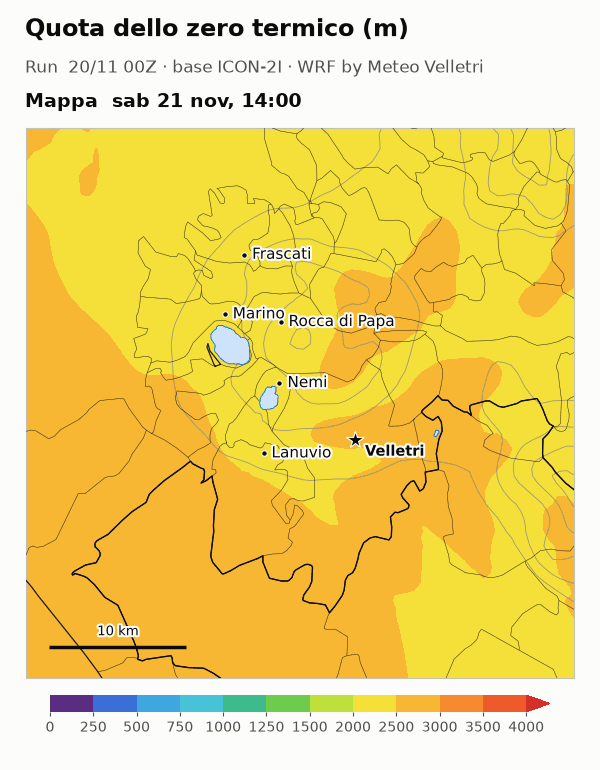 Quota dello zero termico (m)
Run 20/11 00Z · base ICON-2I · WRF by Meteo Velletri
Mappa sab 21 nov, 14:00
Frascati
Marino
Rocca di Papa
Nemi
Velletri
Lanuvio
10 km
0 250 500 750 1000 1250 1500 2000 2500 3000 3500 4000